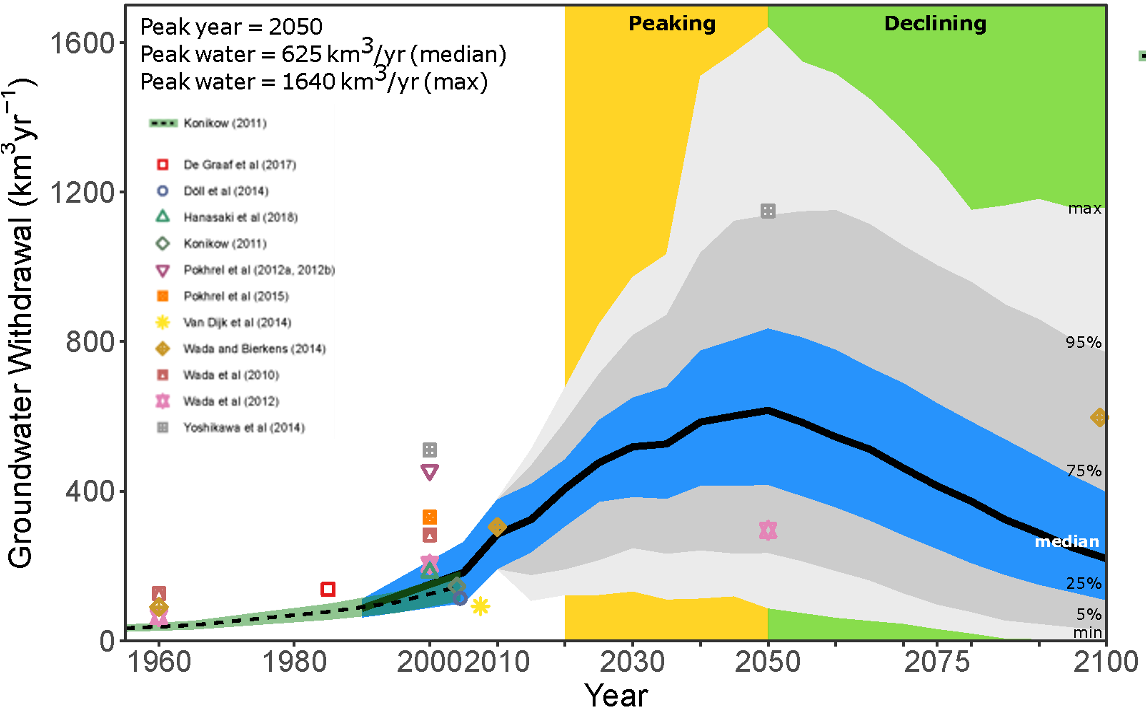 Peak year = 2050
Peak water = 625 km³/yr (median)
Peak water = 1640 km³/yr (max)
Peaking
Declining
Konikow (2011)
De Graaf et al (2017)
Döll et al (2014)
Hanasaki et al (2018)
Konikow (2011)
Pokhrel et al (2012a, 2012b)
Pokhrel et al (2015)
Van Dijk et al (2014)
Wada and Bierkens (2014)
Wada et al (2010)
Wada et al (2012)
Yoshikawa et al (2014)
max
95%
75%
median
25%
5%
min
Groundwater Withdrawal (km³yr⁻¹)
1600
1200
800
400
0
1960 1980 2000 2010 2030 2050 2075 2100
Year